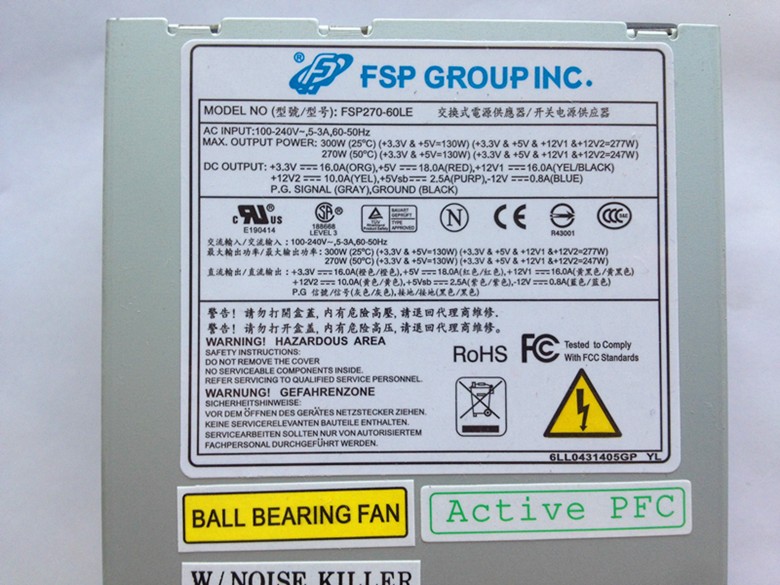 FSP GROUP INC.
MODEL NO (型號/型号): FSP270-60LE 交換式電源供應器/开关电源供应器
AC INPUT:100-240V~,5-3A,60-50Hz
MAX. OUTPUT POWER: 300W (25°C) (+3.3V & +5V=130W) (+3.3V & +5V & +12V1 &+12V2=277W)
270W (50°C) (+3.3V & +5V=130W) (+3.3V & +5V & +12V1 &+12V2=247W)
DC OUTPUT: +3.3V ⎓ 16.0A(ORG),+5V ⎓ 18.0A(RED),+12V1 ⎓ 16.0A(YEL/BLACK)
+12V2 ⎓ 10.0A(YEL),+5Vsb ⎓ 2.5A(PURP),-12V ⎓ 0.8A(BLUE)
P.G. SIGNAL (GRAY),GROUND (BLACK)
C RU US E190414
SA 188668 LEVEL 3
TÜV BAUART GEPRÜFT TYPE APPROVED
N
CE
R43001
CCC
交流輸入/交流输入 : 100-240V~,5-3A,60-50Hz
最大輸出功率/最大输出功率 : 300W (25°C) (+3.3V & +5V=130W) (+3.3V & +5V & +12V1 &+12V2=277W)
270W (50°C) (+3.3V & +5V=130W) (+3.3V & +5V & +12V1 &+12V2=247W)
直流輸出/直流输出 : +3.3V ⎓ 16.0A(橙色/橙色),+5V ⎓ 18.0A(紅色/红色),+12V1 ⎓ 16.0A(黄黑色/黄黑色)
+12V2 ⎓ 10.0A(黄色/黄色),+5Vsb ⎓ 2.5A(紫色/紫色),-12V ⎓ 0.8A(藍色/蓝色)
P.G 信號/信号(灰色/灰色), 接地/接地(黑色/黑色)
警告! 請勿打開盒蓋, 内有危險高壓, 請退回代理商維修。
警告! 请勿打开盒盖, 内有危险高压, 请退回代理商维修。
WARNING! HAZARDOUS AREA
SAFETY INSTRUCTIONS:
DO NOT REMOVE THE COVER
NO SERVICEABLE COMPONENTS INSIDE.
REFER SERVICING TO QUALIFIED SERVICE PERSONNEL.
WARNUNG! GEFAHRENZONE
SICHERHEITSHINWEISE:
VOR DEM ÖFFNEN DES GERÄTES NETZSTECKER ZIEHEN.
KEINE SERVICERELEVANTEN BAUTEILE ENTHALTEN.
SERVICEARBEITEN SOLLTEN NUR VON AUTORISIERTEM
FACHPERSONAL DURCHGEFÜHRT WERDEN.
RoHS FC Tested to Comply
With FCC Standards
6LL0431405GP YL
BALL BEARING FAN
Active PFC
W/NOISE KILLER